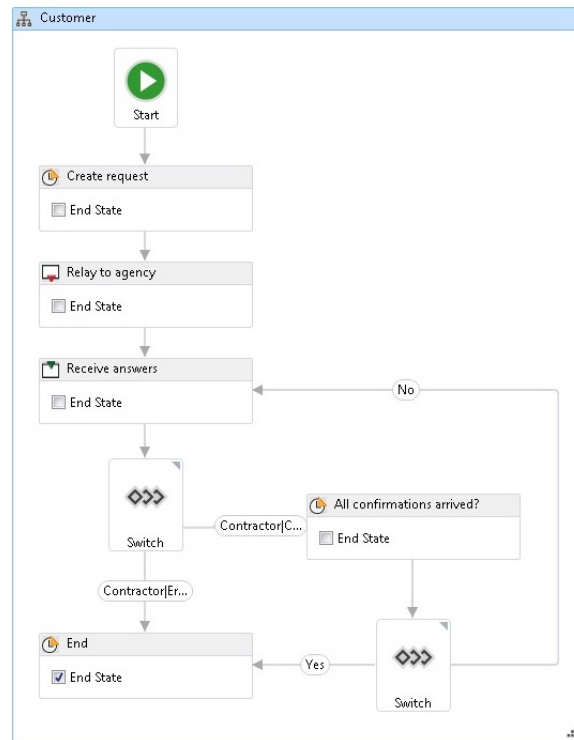 Customer
Start
Create request
End State
Relay to agency
End State
Receive answers
End State
No
Switch
Contractor|C...
All confirmations arrived?
End State
Contractor|Er...
End
End State
Yes
Switch